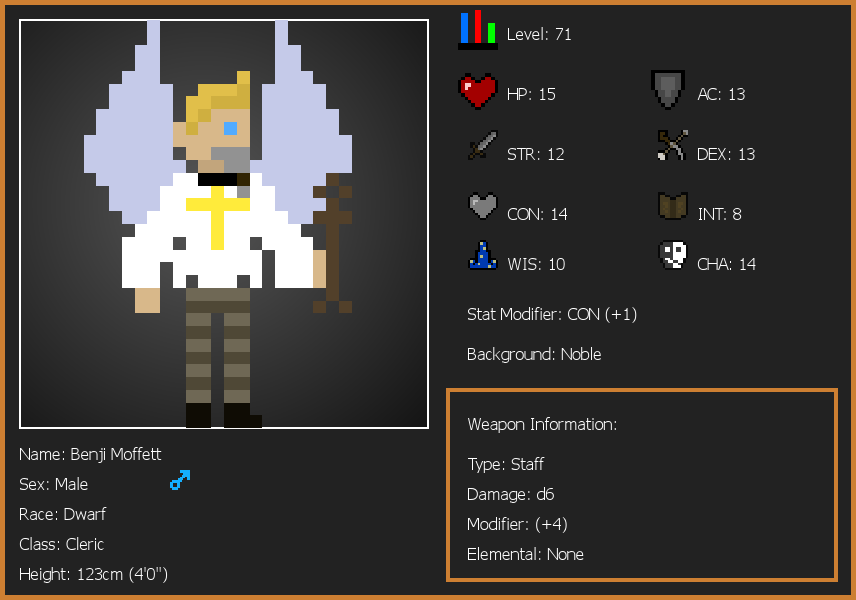 Level: 71
HP: 15
AC: 13
STR: 12
DEX: 13
CON: 14
INT: 8
WIS: 10
CHA: 14
Stat Modifier: CON (+1)
Background: Noble
Weapon Information:
Type: Staff
Damage: d6
Modifier: (+4)
Elemental: None
Name: Benji Moffett
Sex: Male
Race: Dwarf
Class: Cleric
Height: 123cm (4'0")